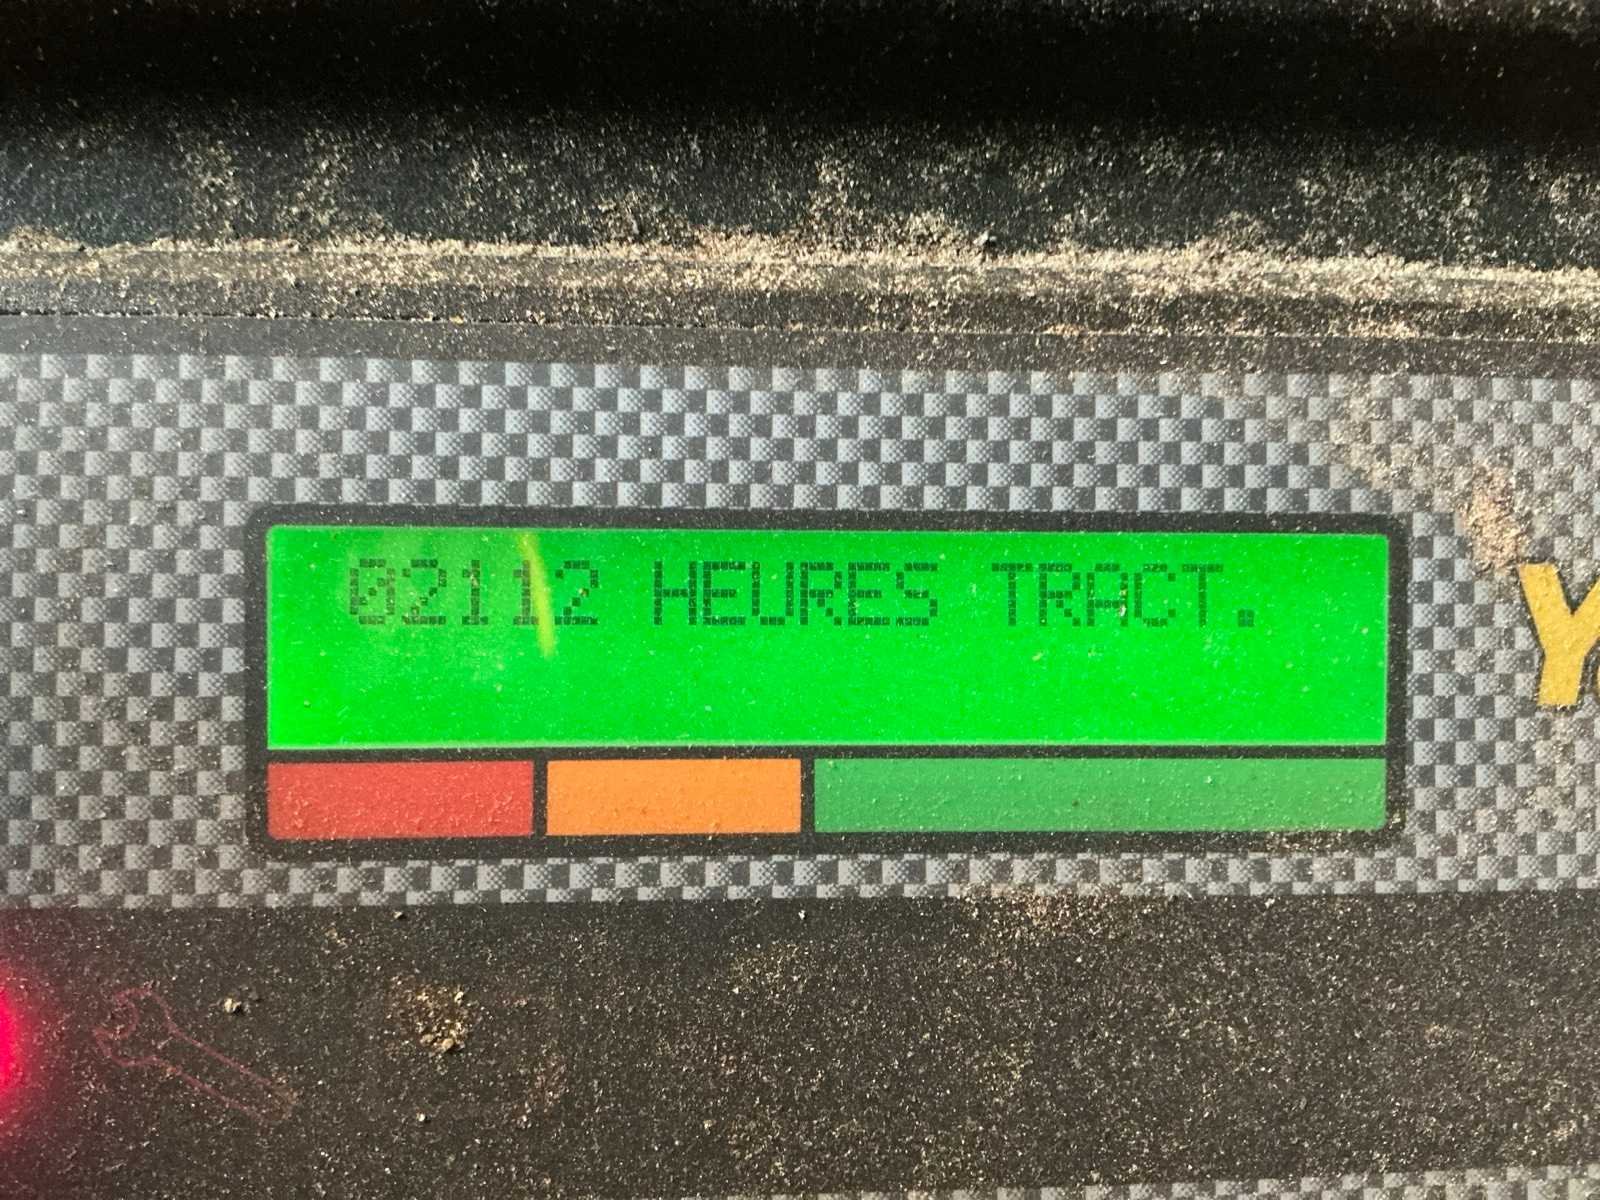 02112 HEURES TRACT.